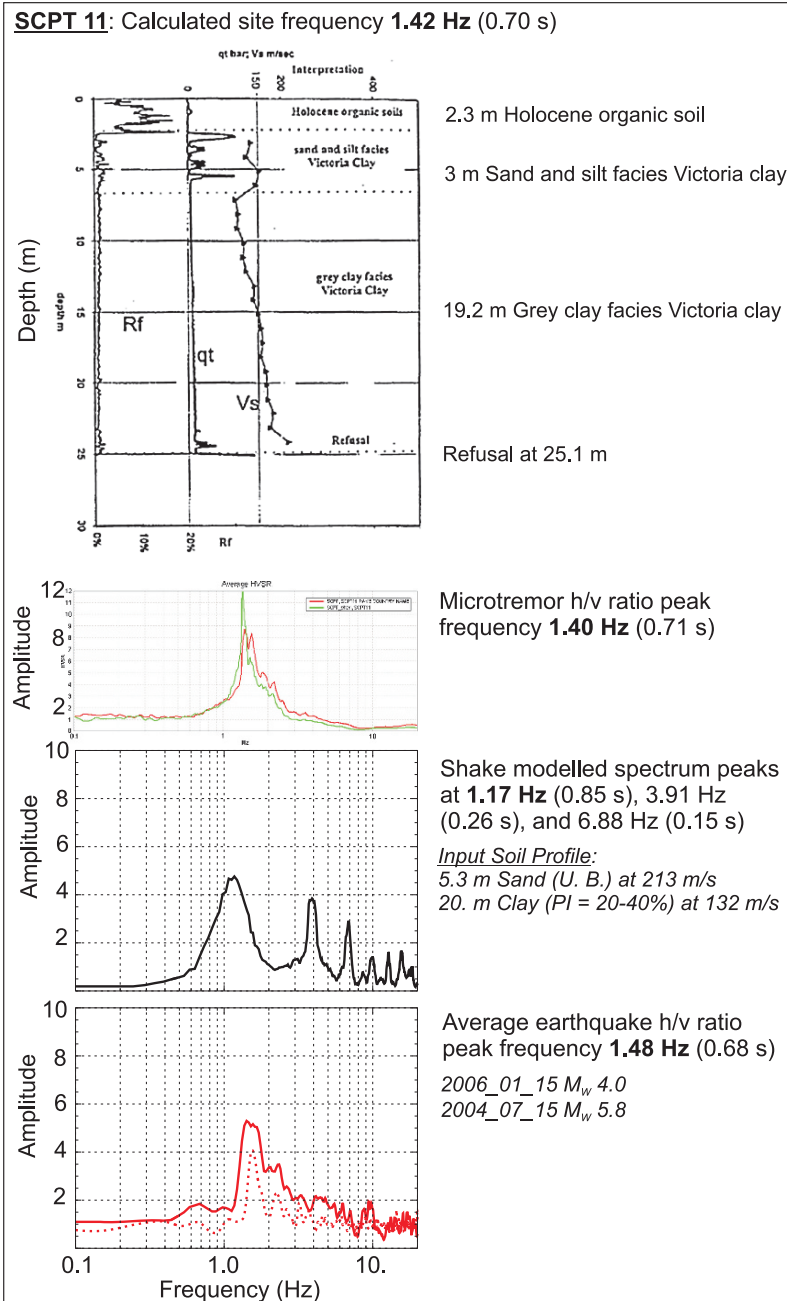 SCPT 11: Calculated site frequency 1.42 Hz (0.70 s)
qt bar; Vs m/sec
Interpretation
0 150 200 400
Depth (m)
depth m
0
5
10
15
20
25
30
Holocene organic soils
sand and silt facies
Victoria Clay
grey clay facies
Victoria Clay
Refusal
Rf
qt
Vs
0% 10% 20%
Rf
2.3 m Holocene organic soil
3 m Sand and silt facies Victoria clay
19.2 m Grey clay facies Victoria clay
Refusal at 25.1 m
Average HVSR
Amplitude
12
8
2
0.1 1 10
Microtremor h/v ratio peak
frequency 1.40 Hz (0.71 s)
Amplitude
10
8
6
4
2
Shake modelled spectrum peaks
at 1.17 Hz (0.85 s), 3.91 Hz
(0.26 s), and 6.88 Hz (0.15 s)
Input Soil Profile:
5.3 m Sand (U. B.) at 213 m/s
20. m Clay (PI = 20-40%) at 132 m/s
Amplitude
10
8
6
4
2
0.1 1.0 10.
Frequency (Hz)
Average earthquake h/v ratio
peak frequency 1.48 Hz (0.68 s)
2006_01_15 Mw 4.0
2004_07_15 Mw 5.8